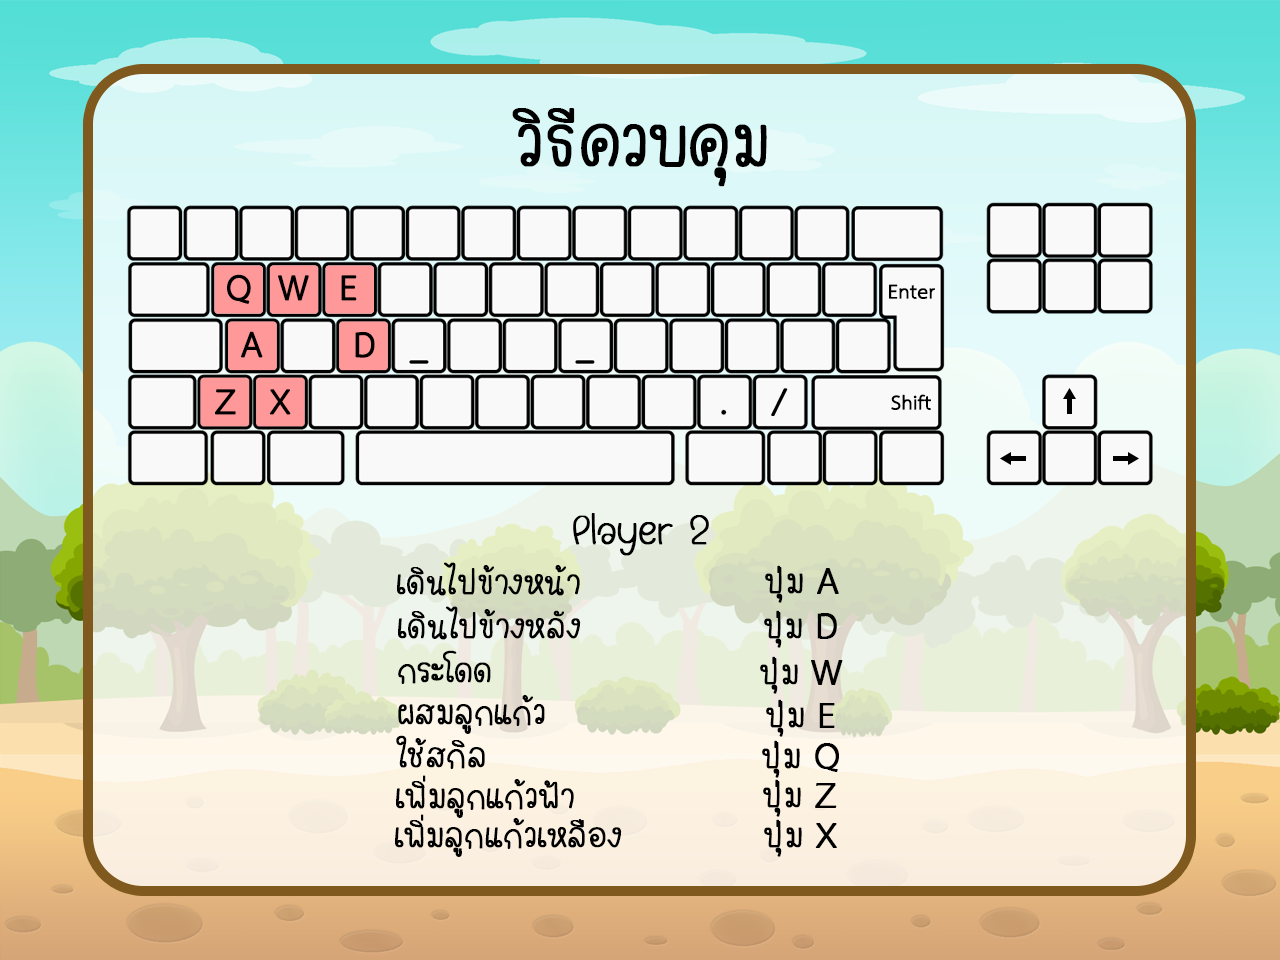 วิธีควบคุม
Q W E Enter
A D _ _
Z X . / Shift
↑
← →
Player 2
เดินไปข้างหน้า ปุ่ม A
เดินไปข้างหลัง ปุ่ม D
กระโดด ปุ่ม W
ผสมลูกแก้ว ปุ่ม E
ใช้สกิล ปุ่ม Q
เพิ่มลูกแก้วฟ้า ปุ่ม Z
เพิ่มลูกแก้วเหลือง ปุ่ม X